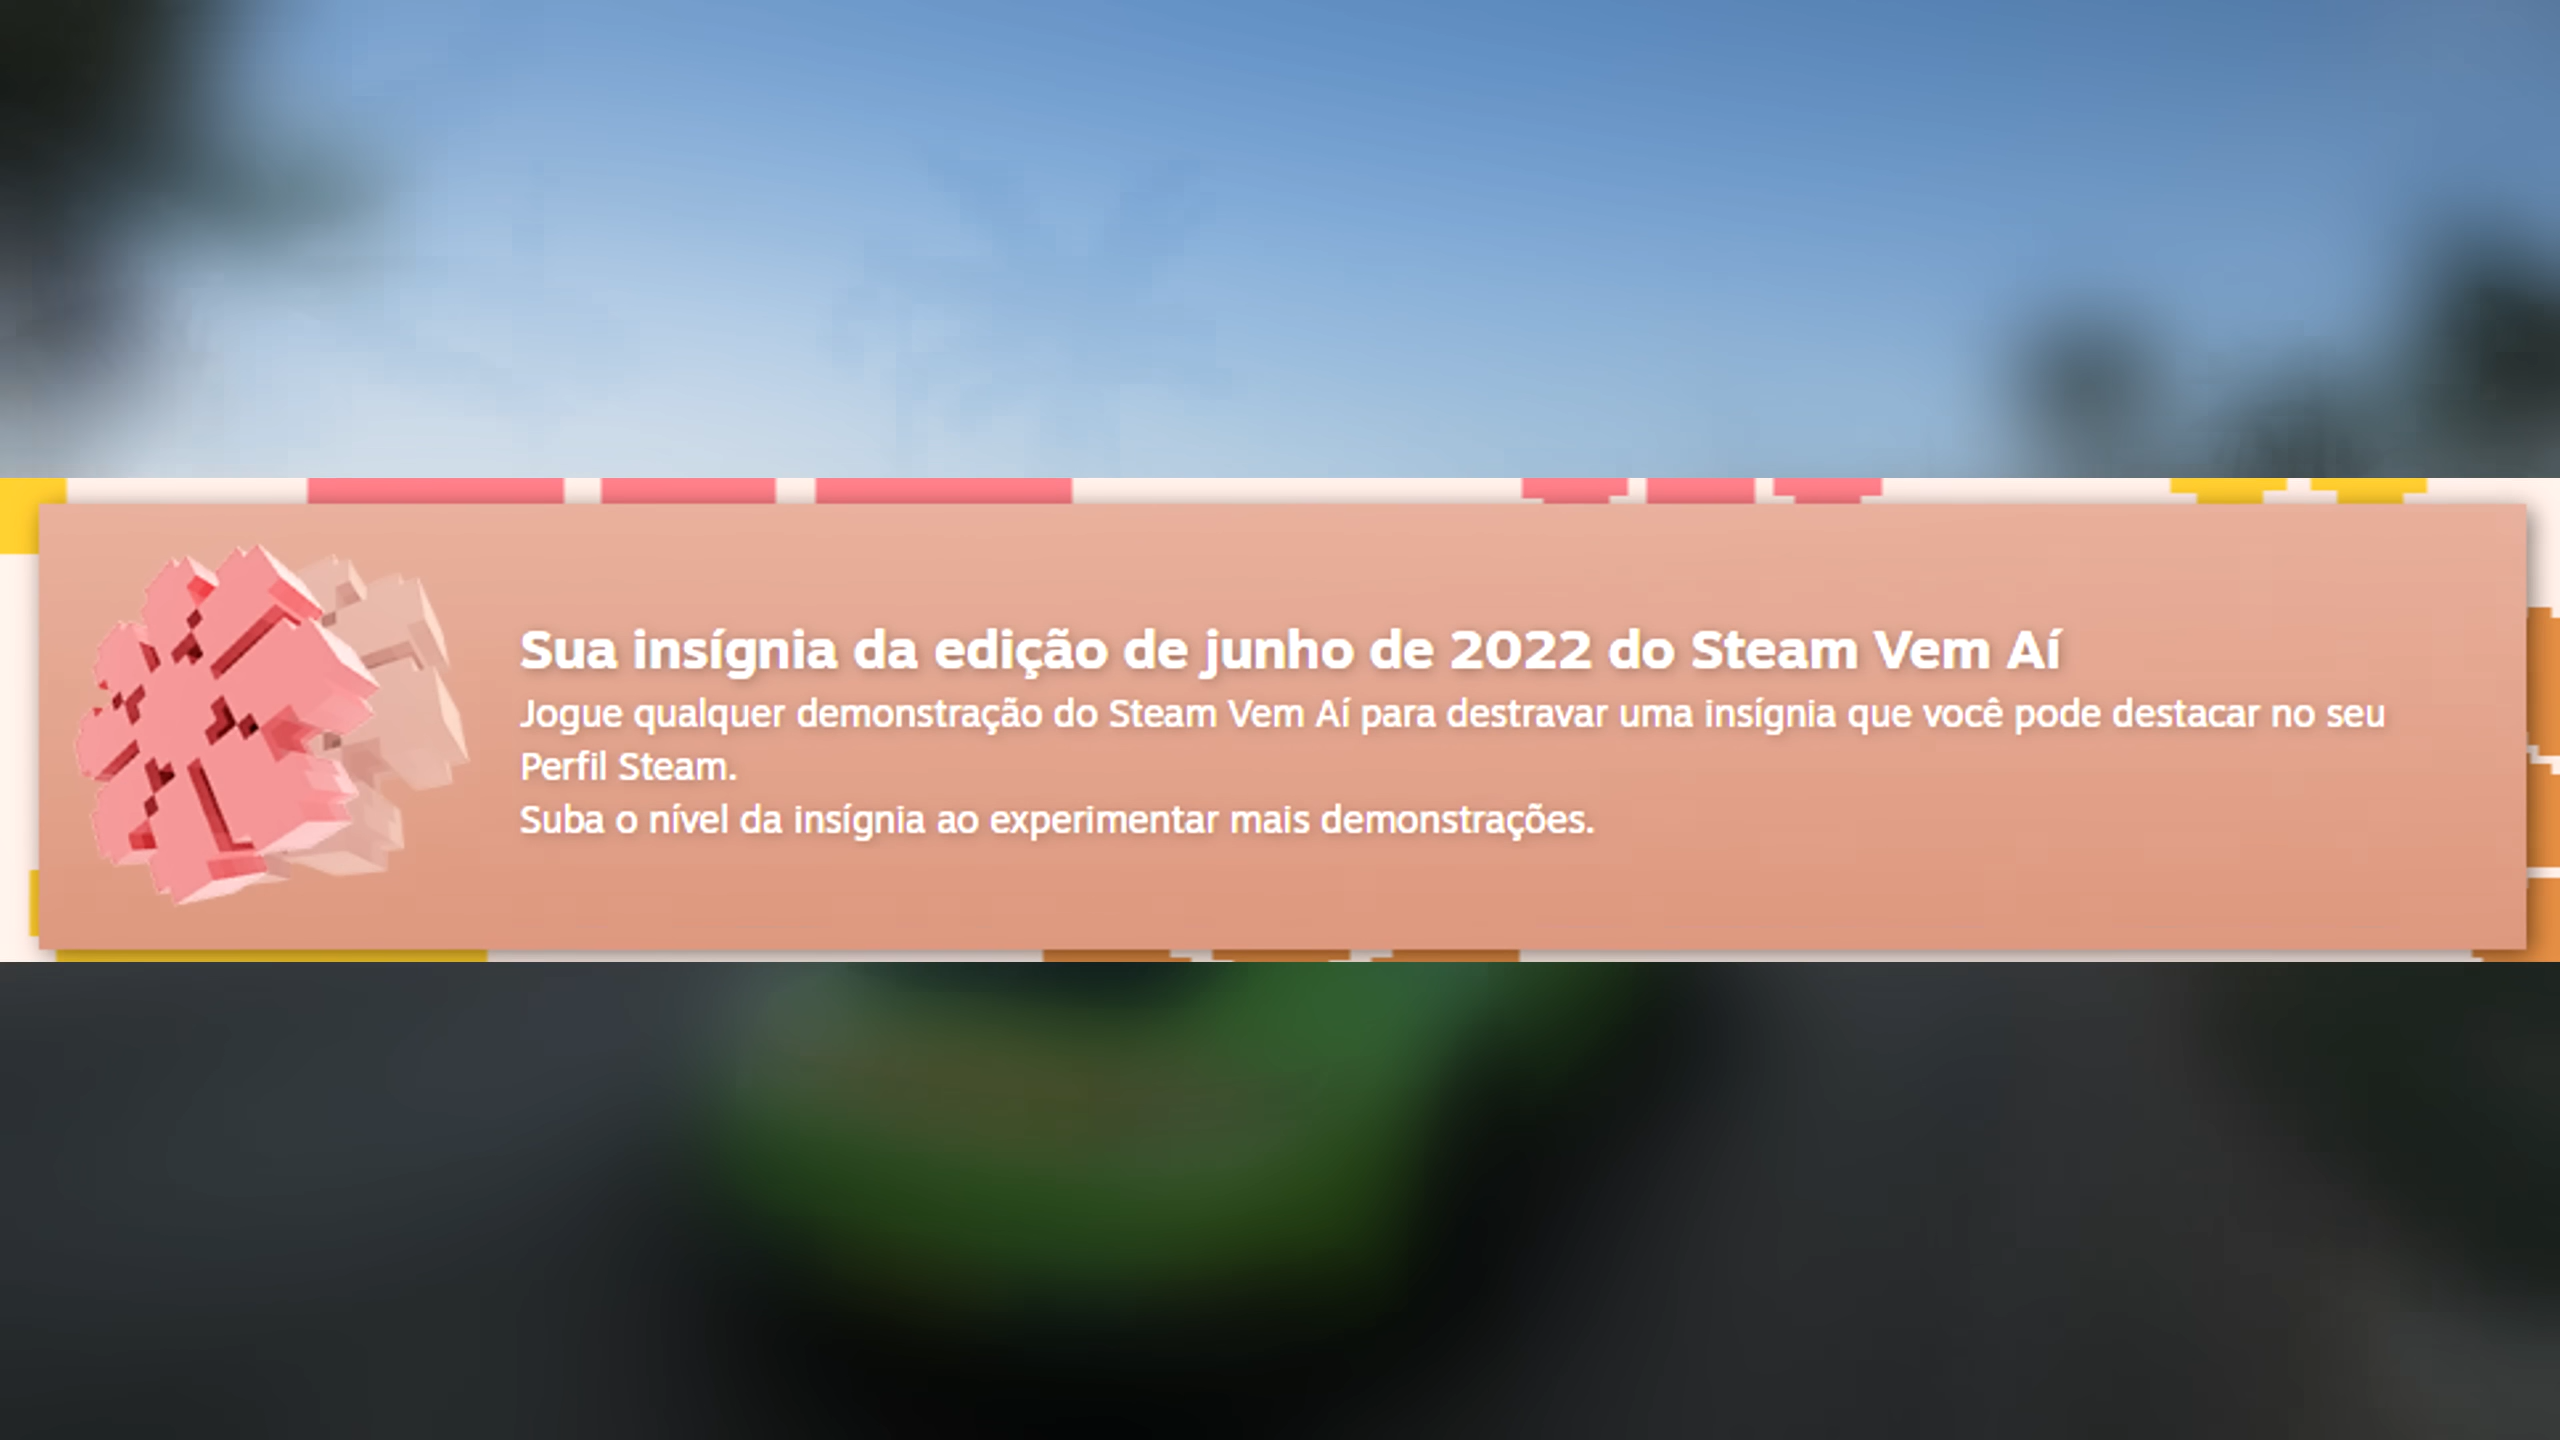 Sua insígnia da edição de junho de 2022 do Steam Vem Aí
Jogue qualquer demonstração do Steam Vem Aí para destravar uma insígnia que você pode destacar no seu
Perfil Steam.
Suba o nível da insígnia ao experimentar mais demonstrações.